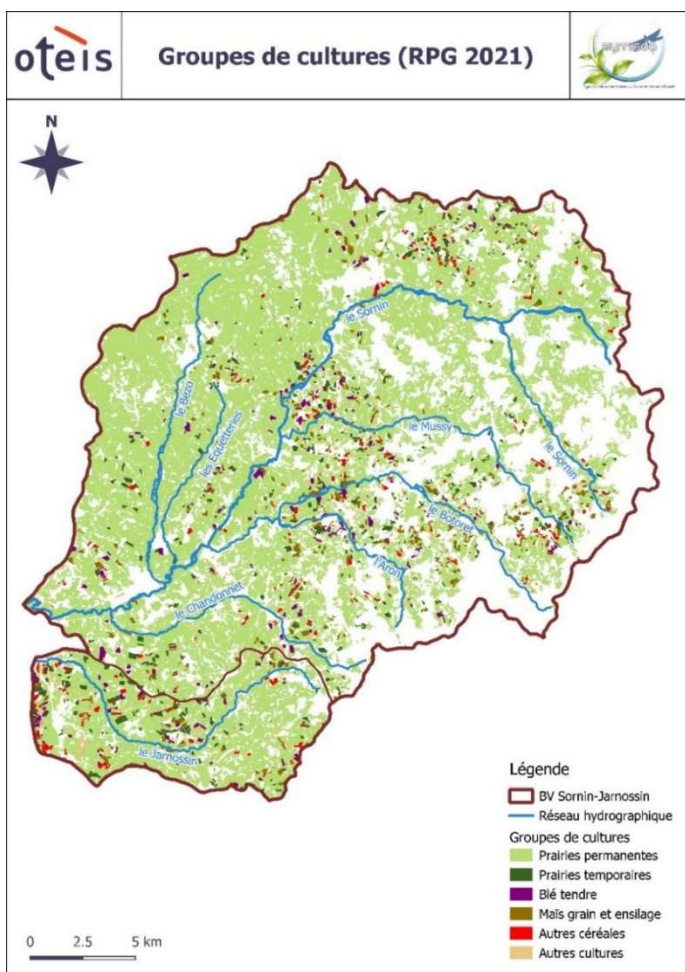 oteis
Groupes de cultures (RPG 2021)
N
le Sornin
le Bézo
les Equetteries
le Mussy
le Sornin
le Botoret
l'Aron
le Chandonnet
le Jarnossin
Légende
BV Sornin-Jarnossin
Réseau hydrographique
Groupes de cultures
Prairies permanentes
Prairies temporaires
Blé tendre
Maïs grain et ensilage
Autres céréales
Autres cultures
0 2.5 5 km